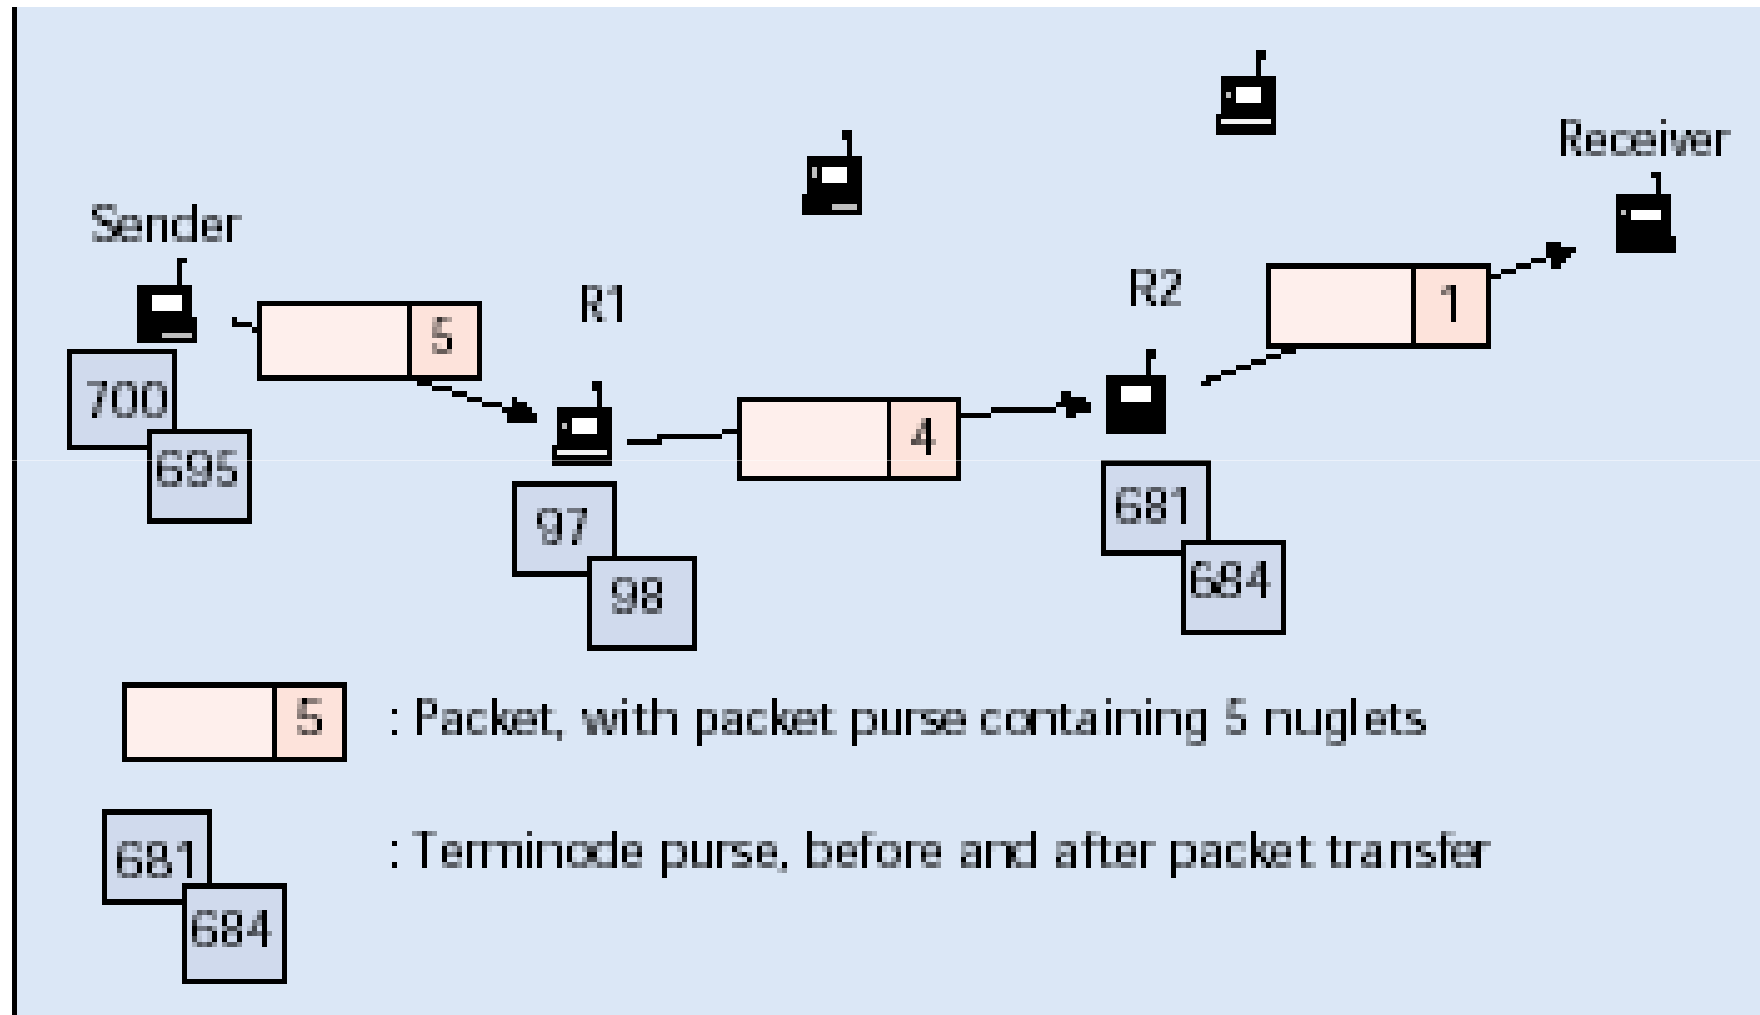 Receiver
Sender
R2
1
R1
5
4
700
695
681
97
684
98
5 : Packet, with packet purse containing 5 nuglets
681 : Terminode purse, before and after packet transfer
684